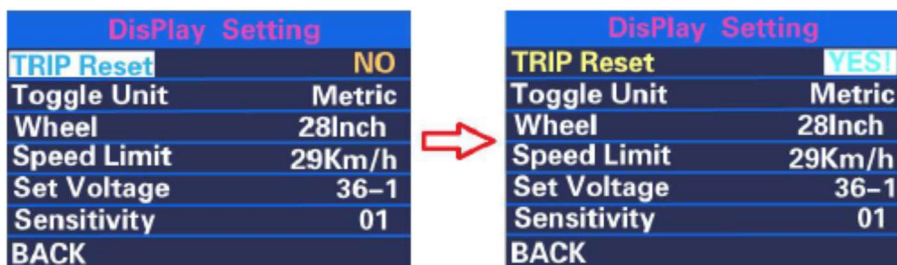 DisPlay Setting
TRIP Reset NO
Toggle Unit Metric
Wheel 28Inch
Speed Limit 29Km/h
Set Voltage 36-1
Sensitivity 01
BACK
DisPlay Setting
TRIP Reset YES!
Toggle Unit Metric
Wheel 28Inch
Speed Limit 29Km/h
Set Voltage 36-1
Sensitivity 01
BACK